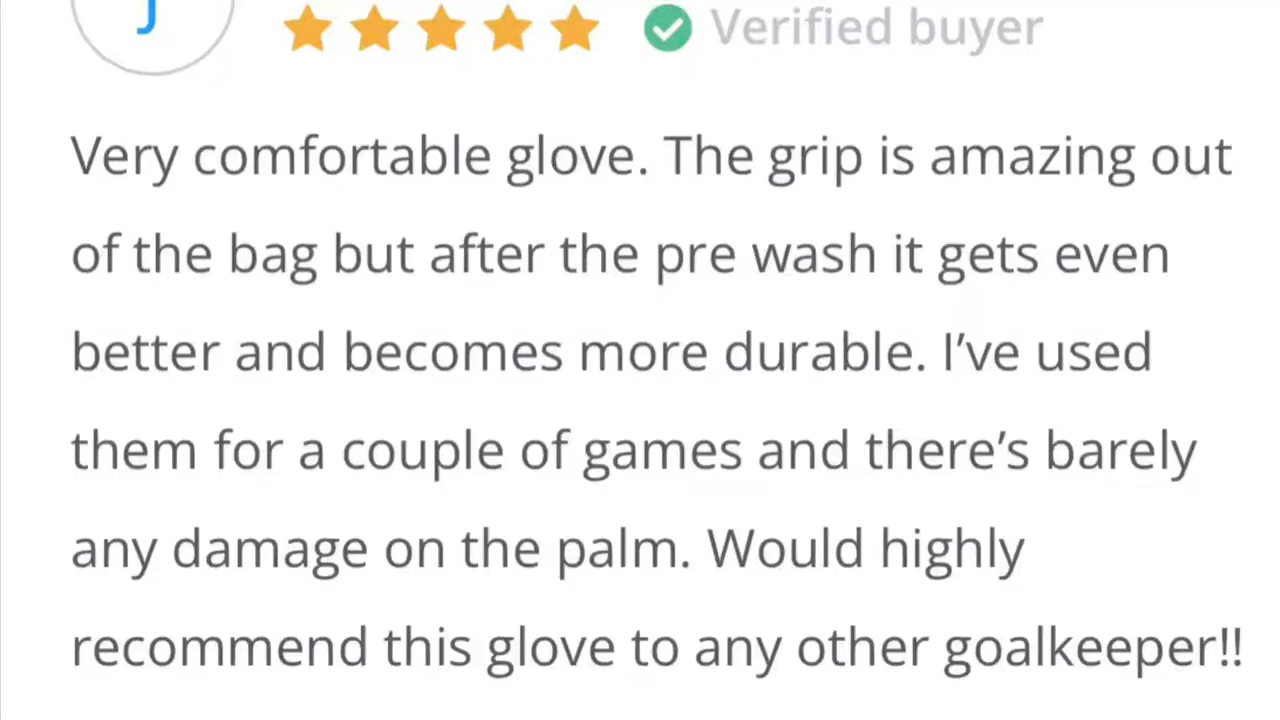 J
Verified buyer
Very comfortable glove. The grip is amazing out
of the bag but after the pre wash it gets even
better and becomes more durable. I’ve used
them for a couple of games and there’s barely
any damage on the palm. Would highly
recommend this glove to any other goalkeeper!!